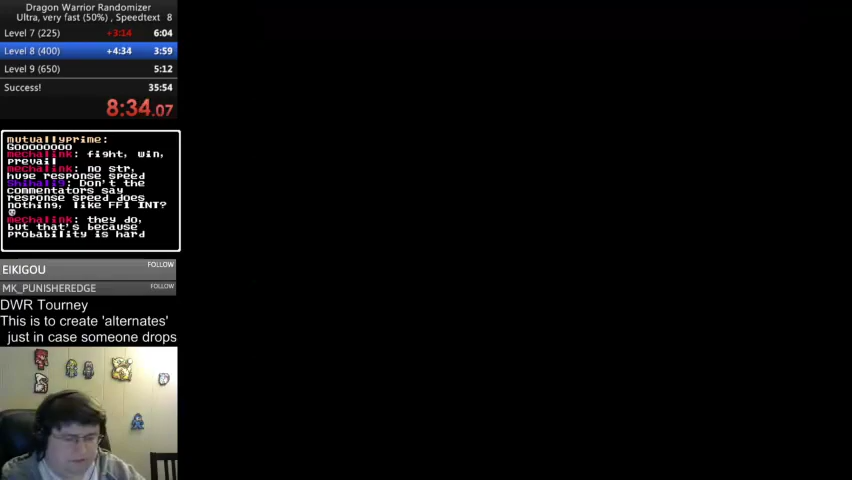 Dragon Warrior Randomizer
Ultra, very fast (50%) , Speedtext 8
Level 7 (225) +3:14 6:04
Level 8 (400) +4:34 3:59
Level 9 (650) 5:12
Success! 35:54
8:34.07
mutuallyprime:
Goooooooo
mechalink: fight, win,
prevail
mechalink: no str,
huge response speed
Don't the
commentators say
response speed does
nothing, like FF1 INT?
mechalink: they do,
but that's because
probability is hard
EIKIGOU FOLLOW
MK_PUNISHEREDGE FOLLOW
DWR Tourney
This is to create 'alternates'
just in case someone drops